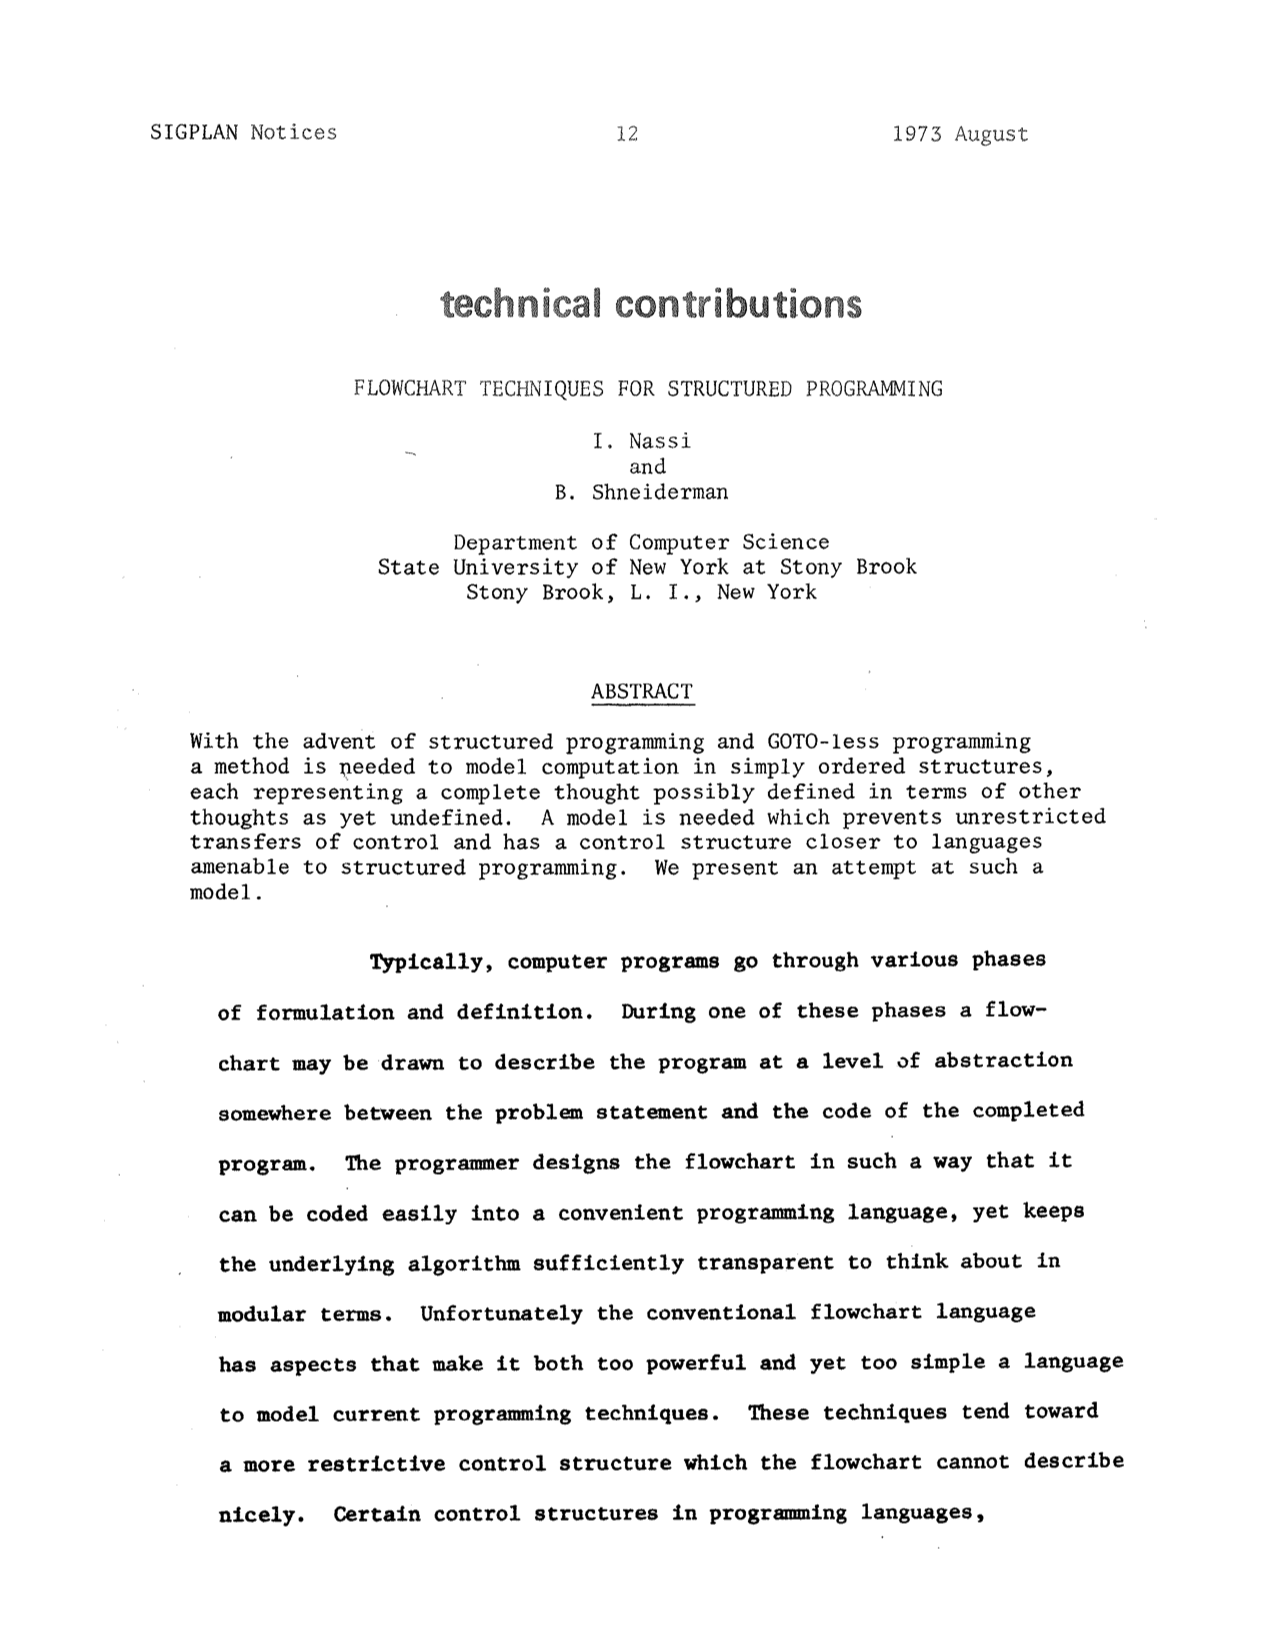 SIGPLAN Notices 12 1973 August
technical contributions
FLOWCHART TECHNIQUES FOR STRUCTURED PROGRAMMING
I. Nassi
and
B. Shneiderman
Department of Computer Science
State University of New York at Stony Brook
Stony Brook, L. I., New York
ABSTRACT
With the advent of structured programming and GOTO-less programming
a method is needed to model computation in simply ordered structures,
each representing a complete thought possibly defined in terms of other
thoughts as yet undefined. A model is needed which prevents unrestricted
transfers of control and has a control structure closer to languages
amenable to structured programming. We present an attempt at such a
model.
Typically, computer programs go through various phases
of formulation and definition. During one of these phases a flow-
chart may be drawn to describe the program at a level of abstraction
somewhere between the problem statement and the code of the completed
program. The programmer designs the flowchart in such a way that it
can be coded easily into a convenient programming language, yet keeps
the underlying algorithm sufficiently transparent to think about in
modular terms. Unfortunately the conventional flowchart language
has aspects that make it both too powerful and yet too simple a language
to model current programming techniques. These techniques tend toward
a more restrictive control structure which the flowchart cannot describe
nicely. Certain control structures in programming languages,